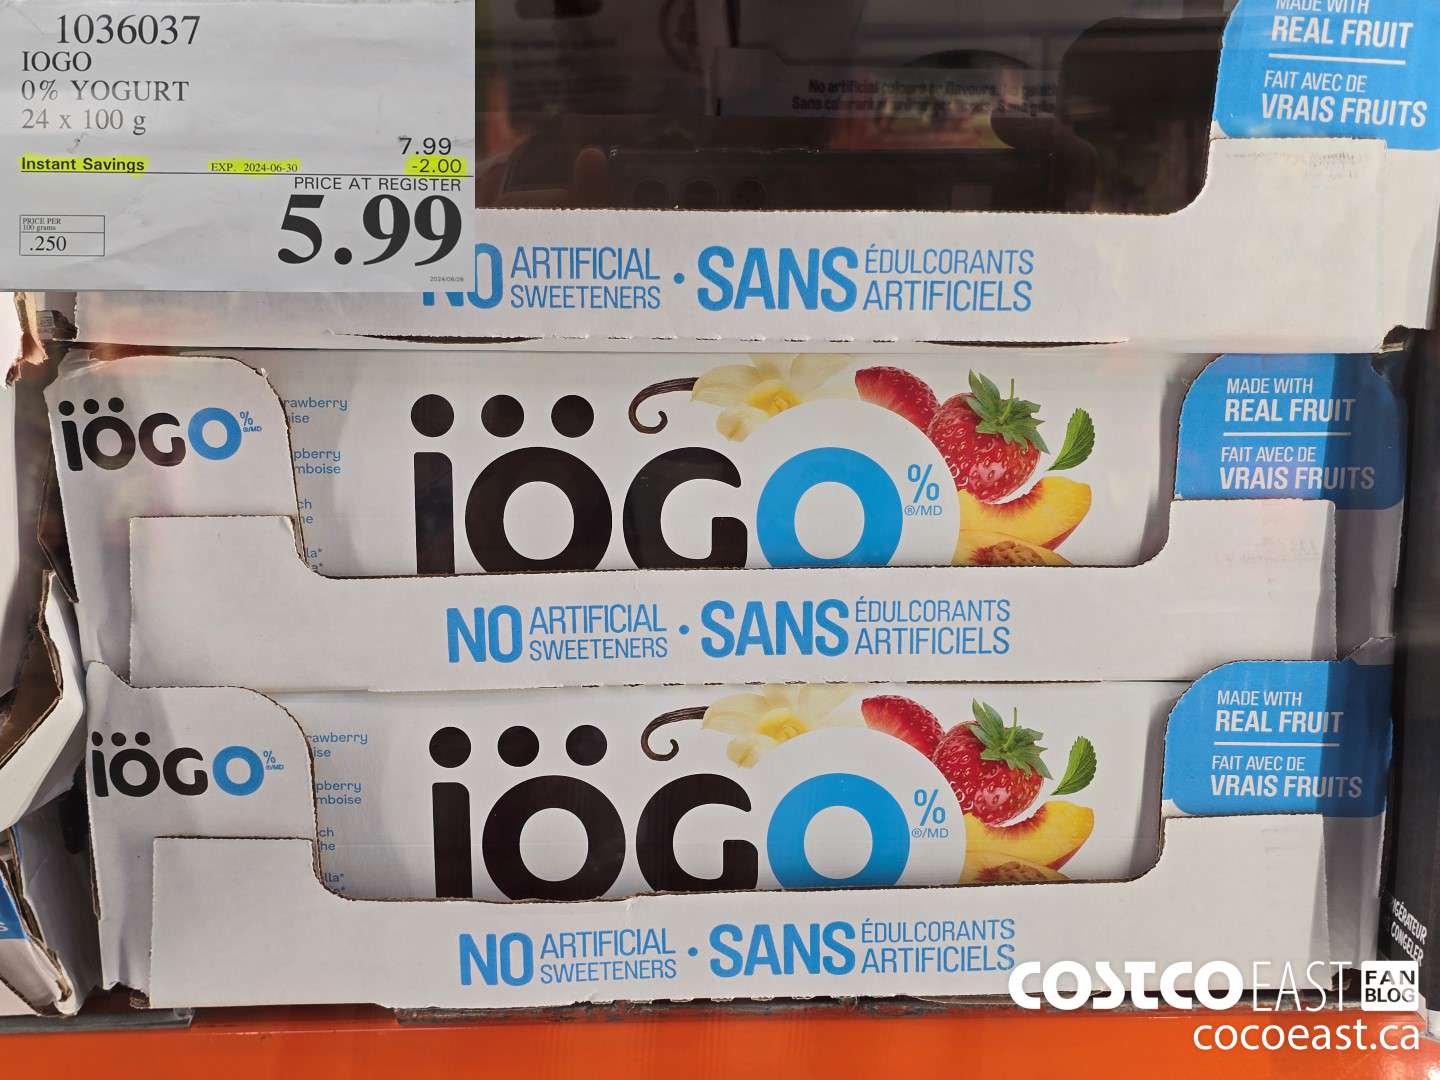 1036037
IOGO
0% YOGURT
24 x 100 g
7.99
Instant Savings EXP. 2024-06-30 -2.00
PRICE AT REGISTER
5.99
PRICE PER
100 grams
.250
MADE WITH
REAL FRUIT
FAIT AVEC DE
VRAIS FRUITS
NO ARTIFICIAL SWEETENERS · SANS ÉDULCORANTS ARTIFICIELS
iögo %
®/MD
iögo %
®/MD
MADE WITH
REAL FRUIT
FAIT AVEC DE
VRAIS FRUITS
NO ARTIFICIAL SWEETENERS · SANS ÉDULCORANTS ARTIFICIELS
iögo %
®/MD
iögo %
®/MD
MADE WITH
REAL FRUIT
FAIT AVEC DE
VRAIS FRUITS
NO ARTIFICIAL SWEETENERS · SANS ÉDULCORANTS ARTIFICIELS
COSTCO EAST FAN BLOG
cocoeast.ca